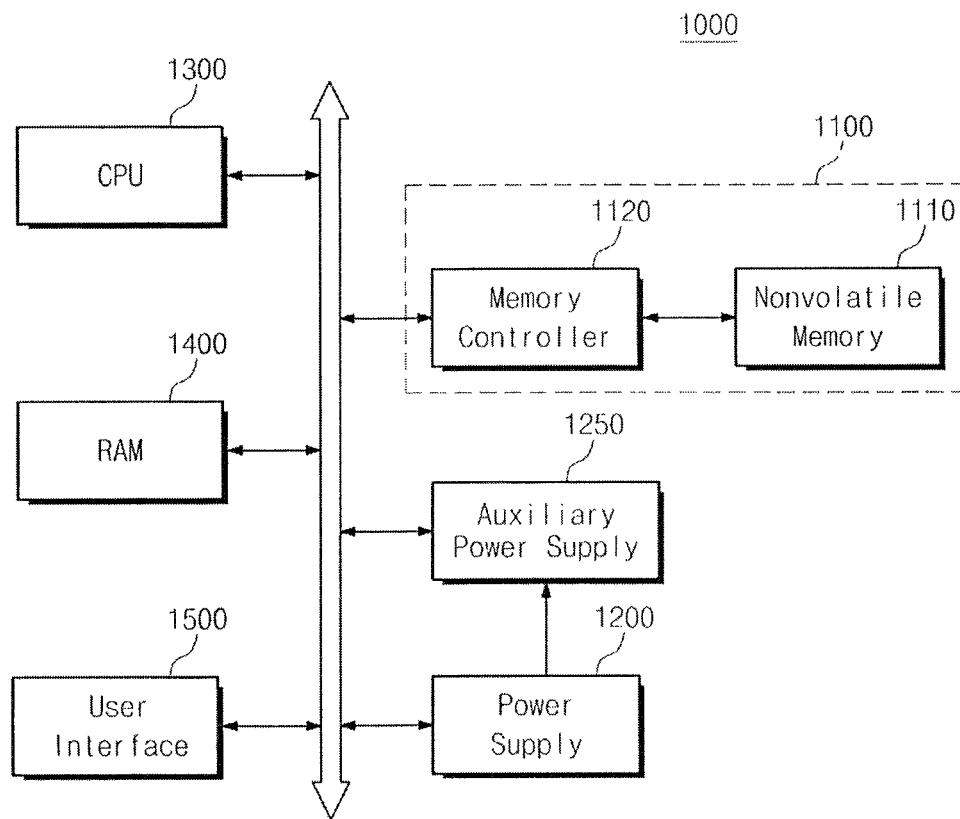 1000
1300
CPU
1100
1120
Memory
Controller
1110
Nonvolatile
Memory
1400
RAM
1250
Auxiliary
Power Supply
1500
User
Interface
1200
Power
Supply